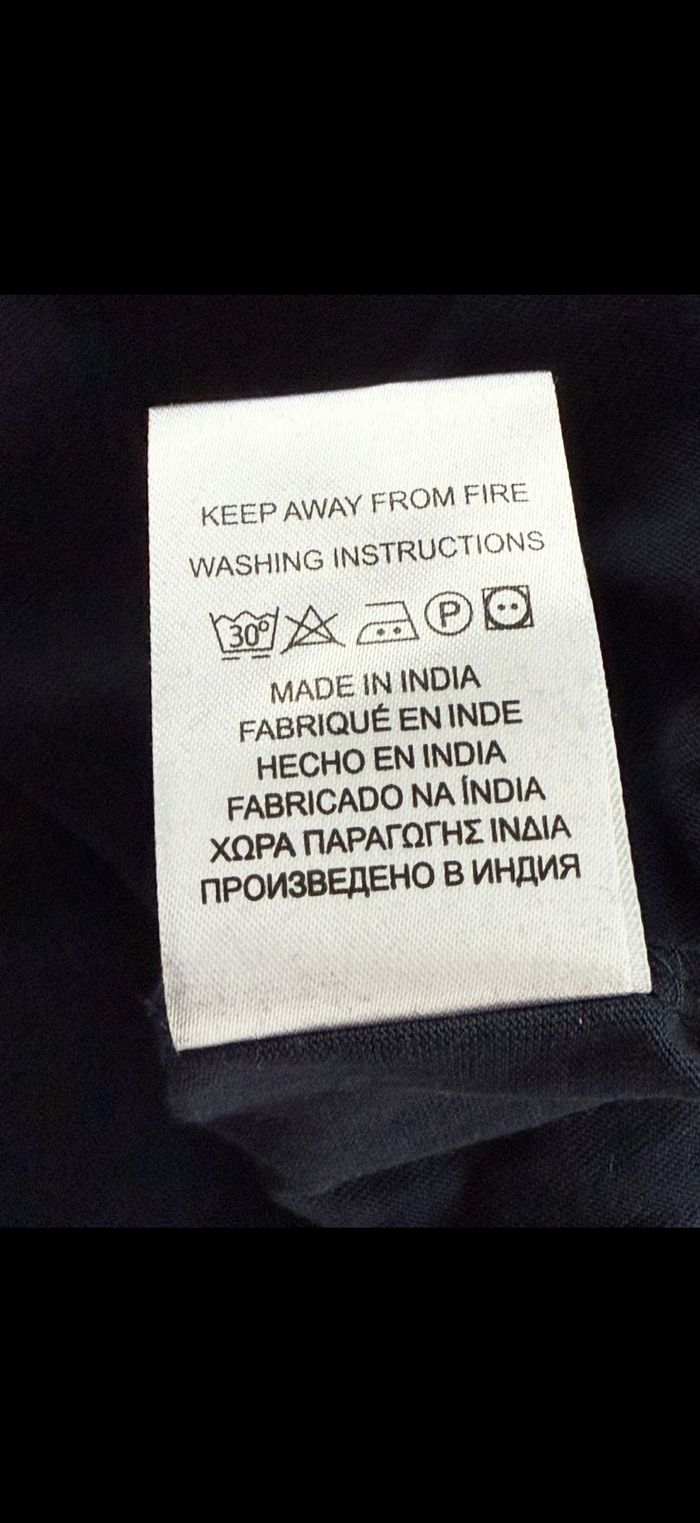 KEEP AWAY FROM FIRE
WASHING INSTRUCTIONS
30° P
MADE IN INDIA
FABRIQUÉ EN INDE
HECHO EN INDIA
FABRICADO NA ÍNDIA
ΧΩΡΑ ΠΑΡΑΓΩΓΗΣ ΙΝΔΙΑ
ПРОИЗВЕДЕНО В ИНДИЯ